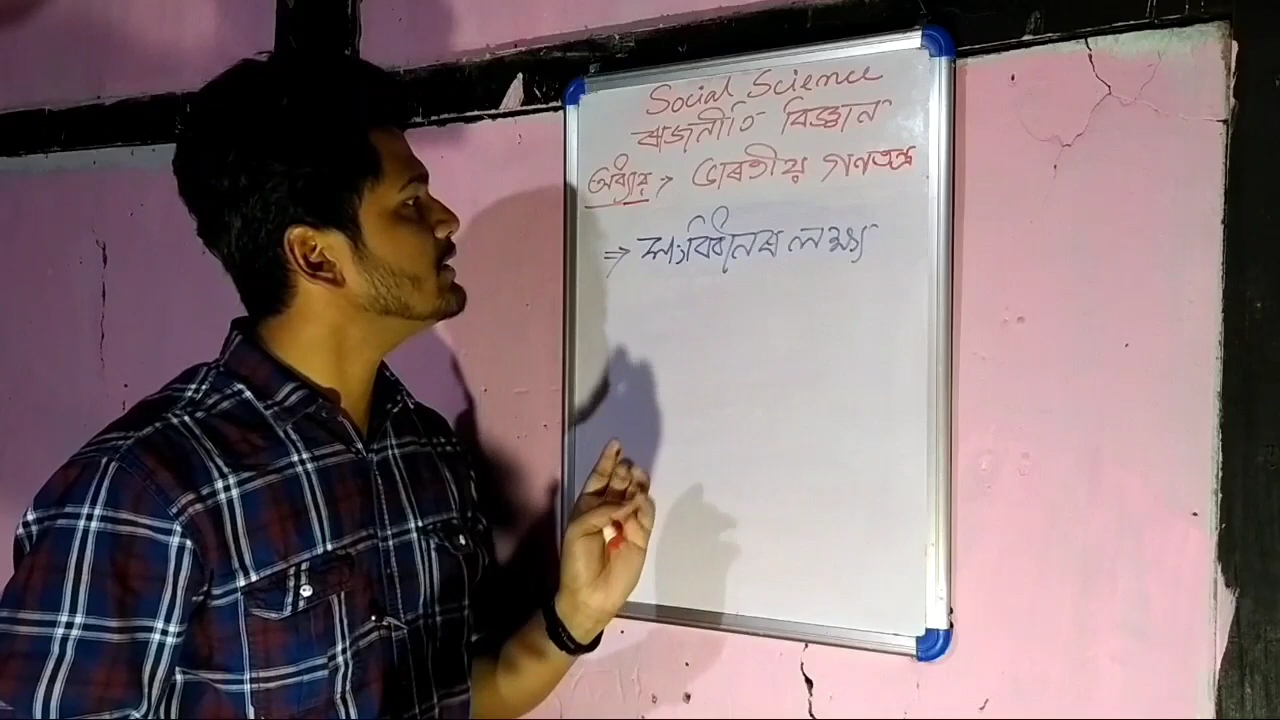 Social Science
ৰাজনীতি বিজ্ঞান
অধ্যায় → ভাৰতীয় গণতন্ত্ৰ
⇒ সংবিধানৰ লক্ষ্য